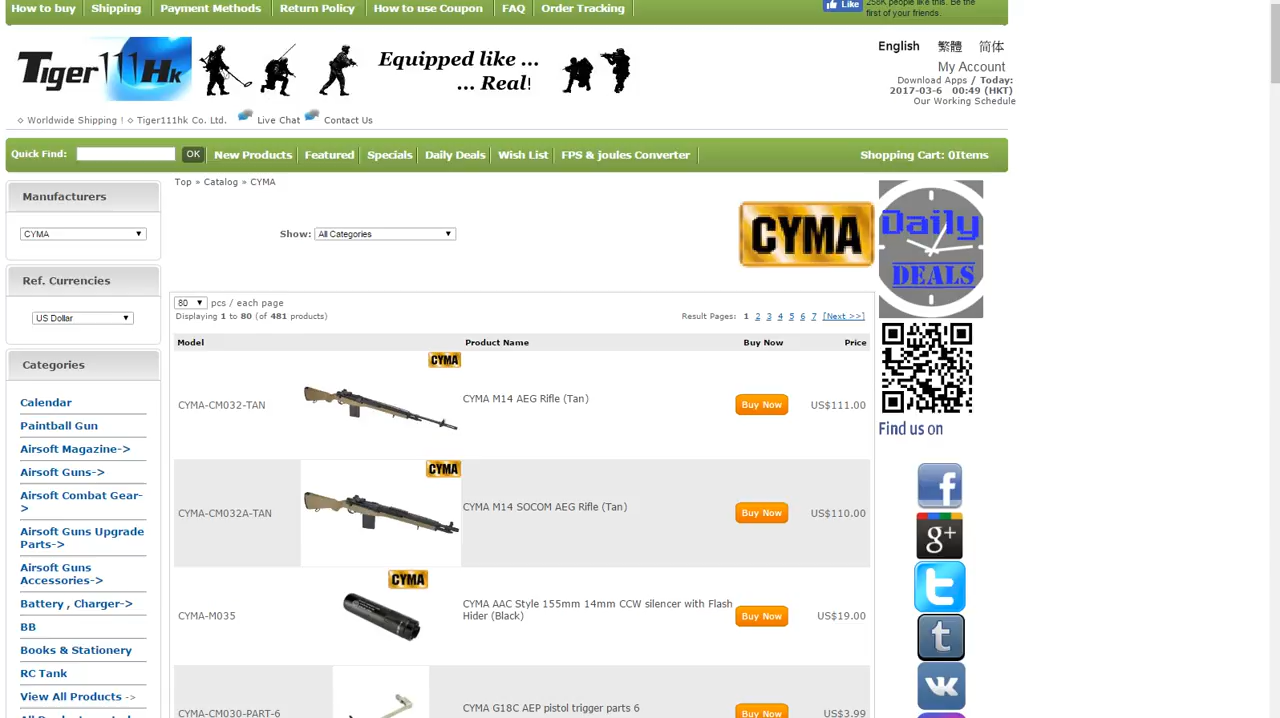 How to buy Shipping Payment Methods Return Policy How to use Coupon FAQ Order Tracking
Like 258K people like this. Be the
first of your friends.
English 繁體 简体
Tiger111Hk
Equipped like ...
... Real!
My Account
Download Apps / Today:
2017-03-6 00:49 (HKT)
Our Working Schedule
◇ Worldwide Shipping ! ◇ Tiger111hk Co. Ltd. Live Chat Contact Us
Quick Find: OK New Products Featured Specials Daily Deals Wish List FPS & joules Converter Shopping Cart: 0Items
Top » Catalog » CYMA
Manufacturers
CYMA
Show: All Categories
CYMA
Daily
DEALS
Ref. Currencies
US Dollar
80 pcs / each page
Displaying 1 to 80 (of 481 products) Result Pages: 1 2 3 4 5 6 7 [Next >>]
Model Product Name Buy Now Price
CYMA
CYMA-CM032-TAN CYMA M14 AEG Rifle (Tan) Buy Now US$111.00
CYMA
CYMA-CM032A-TAN CYMA M14 SOCOM AEG Rifle (Tan) Buy Now US$110.00
CYMA
CYMA-M035 CYMA AAC Style 155mm 14mm CCW silencer with Flash
Hider (Black) Buy Now US$19.00
CYMA-CM030-PART-6 CYMA G18C AEP pistol trigger parts 6 Buy Now US$3.99
Categories
Calendar
Paintball Gun
Airsoft Magazine->
Airsoft Guns->
Airsoft Combat Gear-
>
Airsoft Guns Upgrade
Parts->
Airsoft Guns
Accessories->
Battery , Charger->
BB
Books & Stationery
RC Tank
View All Products ->
Find us on
f
g+
t
t